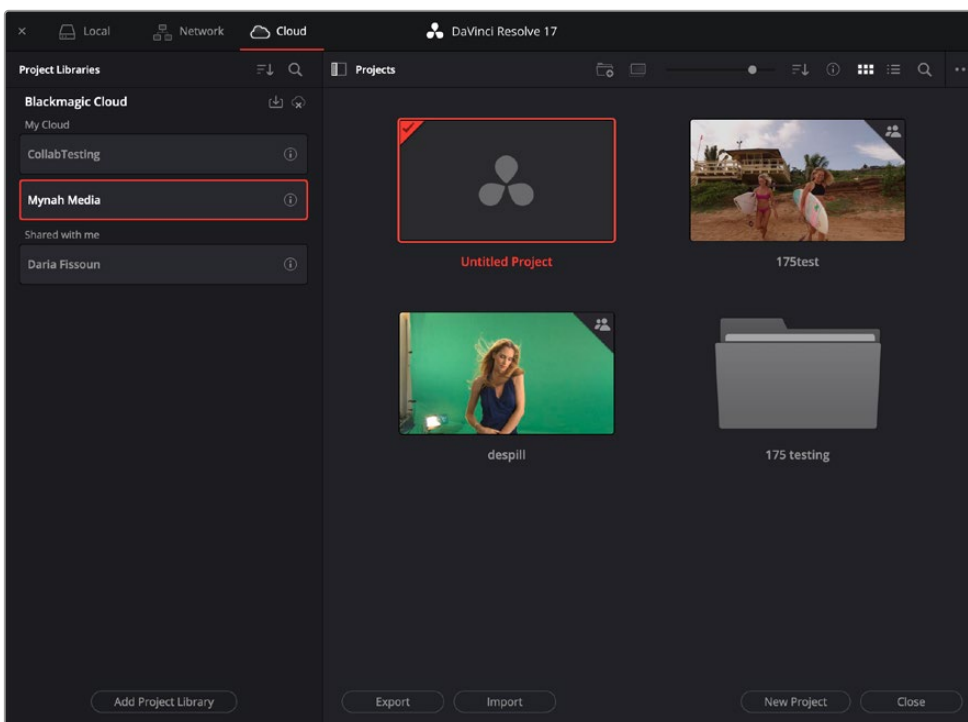 Local
Network
Cloud
DaVinci Resolve 17
Project Libraries
Projects
Blackmagic Cloud
My Cloud
CollabTesting
Mynah Media
Shared with me
Daria Fissoun
Untitled Project
175test
despill
175 testing
Add Project Library
Export
Import
New Project
Close